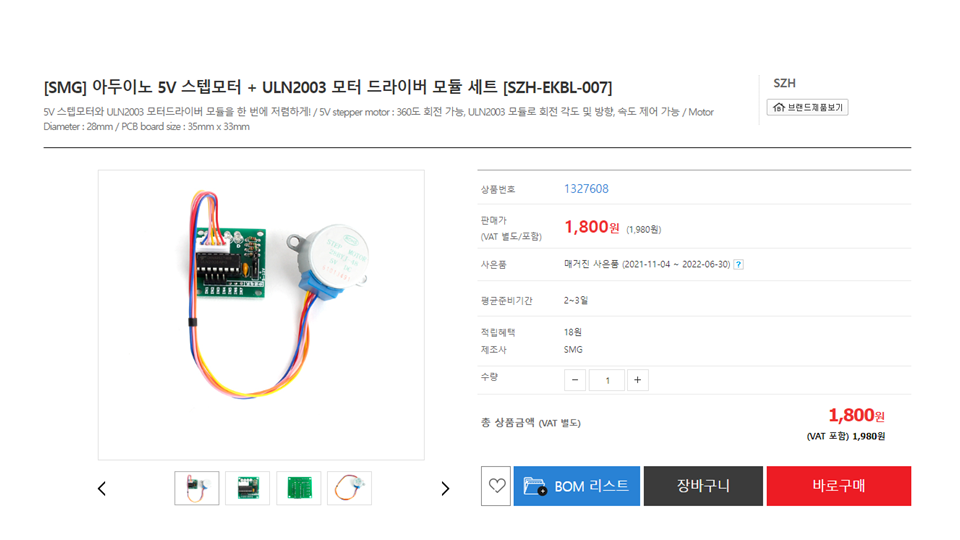 [SMG] 아두이노 5V 스텝모터 + ULN2003 모터 드라이버 모듈 세트 [SZH-EKBL-007]
5V 스텝모터와 ULN2003 모터드라이버 모듈을 한 번에 저렴하게! / 5V stepper motor : 360도 회전 가능, ULN2003 모듈로 회전 각도 및 방향, 속도 제어 가능 / Motor
Diameter : 28mm / PCB board size : 35mm x 33mm
SZH
브랜드제품보기
상품번호 1327608
판매가
(VAT 별도/포함) 1,800원 (1,980원)
사은품 매거진 사은품 (2021-11-04 ~ 2022-06-30) ?
평균준비기간 2~3일
적립혜택 18원
제조사 SMG
수량 - 1 +
총 상품금액 (VAT 별도) 1,800원
(VAT 포함) 1,980원
BOM 리스트 장바구니 바로구매
STEP MOTOR